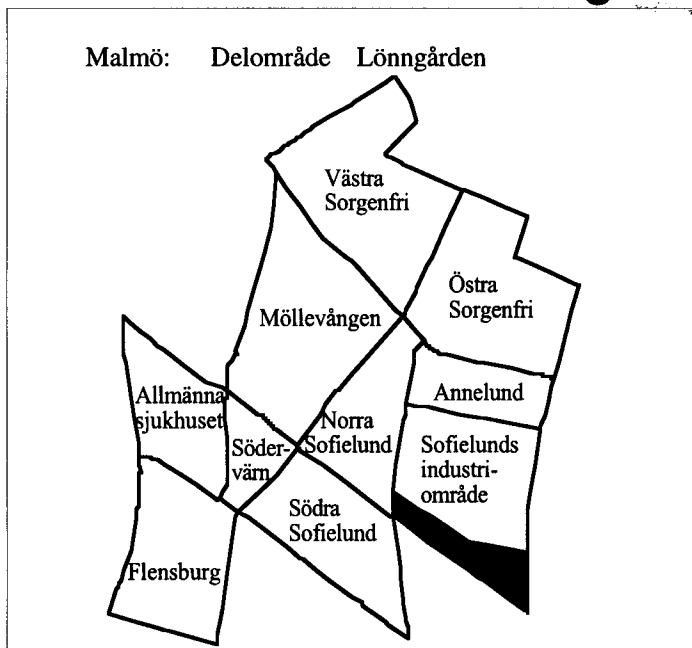 Malmö: Delområde Lönngården
Västra
Sorgenfri
Östra
Sorgenfri
Möllevången
Allmänna
sjukhuset
Annelund
Norra
Sofielund
Söder-
värn
Sofielunds
industri-
område
Södra
Sofielund
Flensburg